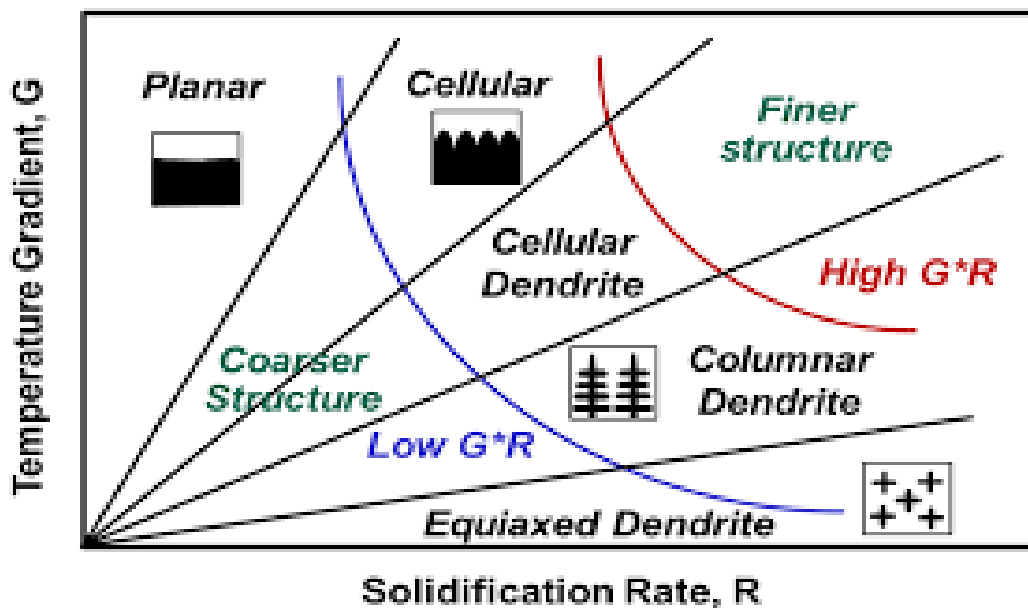 Temperature Gradient, G
Planar
Cellular
Finer
structure
Cellular
Dendrite
High G*R
Coarser
Structure
Columnar
Dendrite
Low G*R
Equiaxed Dendrite
Solidification Rate, R